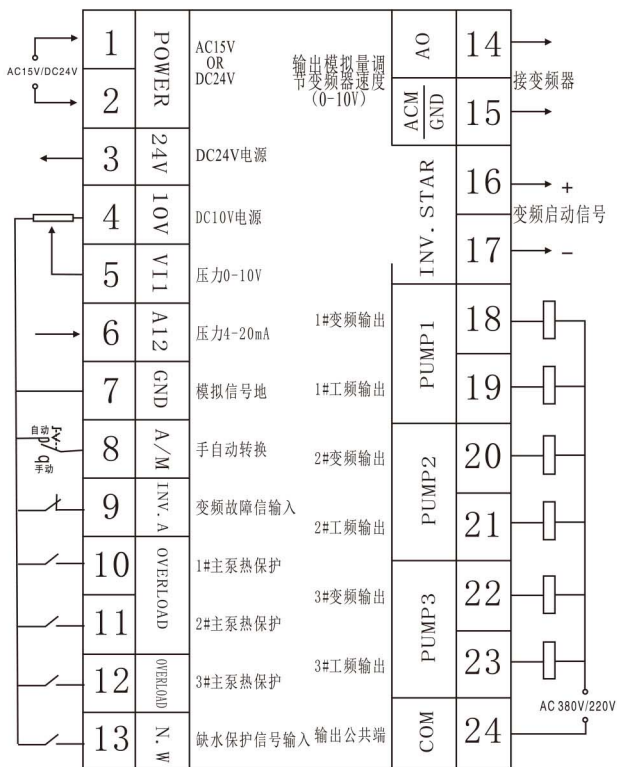 AC15V/DC24V
1
2
POWER
AC15V
OR
DC24V
3
24V
DC24V电源
4
10V
DC10V电源
5
VI1
压力0-10V
6
A12
压力4-20mA
7
GND
模拟信号地
自动
手动
8
A/M
手自动转换
9
INV.A
变频故障信输入
10
OVERLOAD
1#主泵热保护
11
2#主泵热保护
12
OVERLOAD
3#主泵热保护
13
N.W
缺水保护信号输入
输出模拟量调
节变频器速度
(0-10V)
AO
14
ACM
GND
15
接变频器
INV. STAR
16
+
变频启动信号
17
-
1#变频输出
PUMP1
18
1#工频输出
19
2#变频输出
PUMP2
20
2#工频输出
21
3#变频输出
PUMP3
22
3#工频输出
23
输出公共端
COM
24
AC 380V/220V